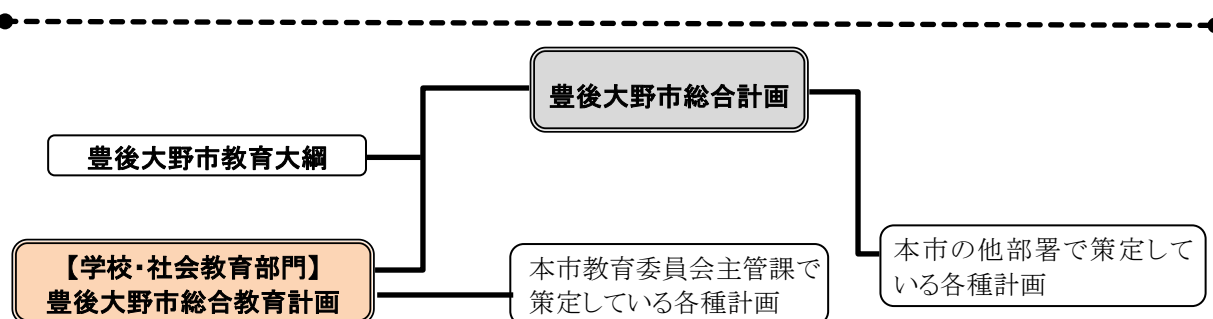 豊後大野市総合計画
豊後大野市教育大綱
【学校・社会教育部門】
豊後大野市総合教育計画
本市教育委員会主管課で
策定している各種計画
本市の他部署で策定して
いる各種計画